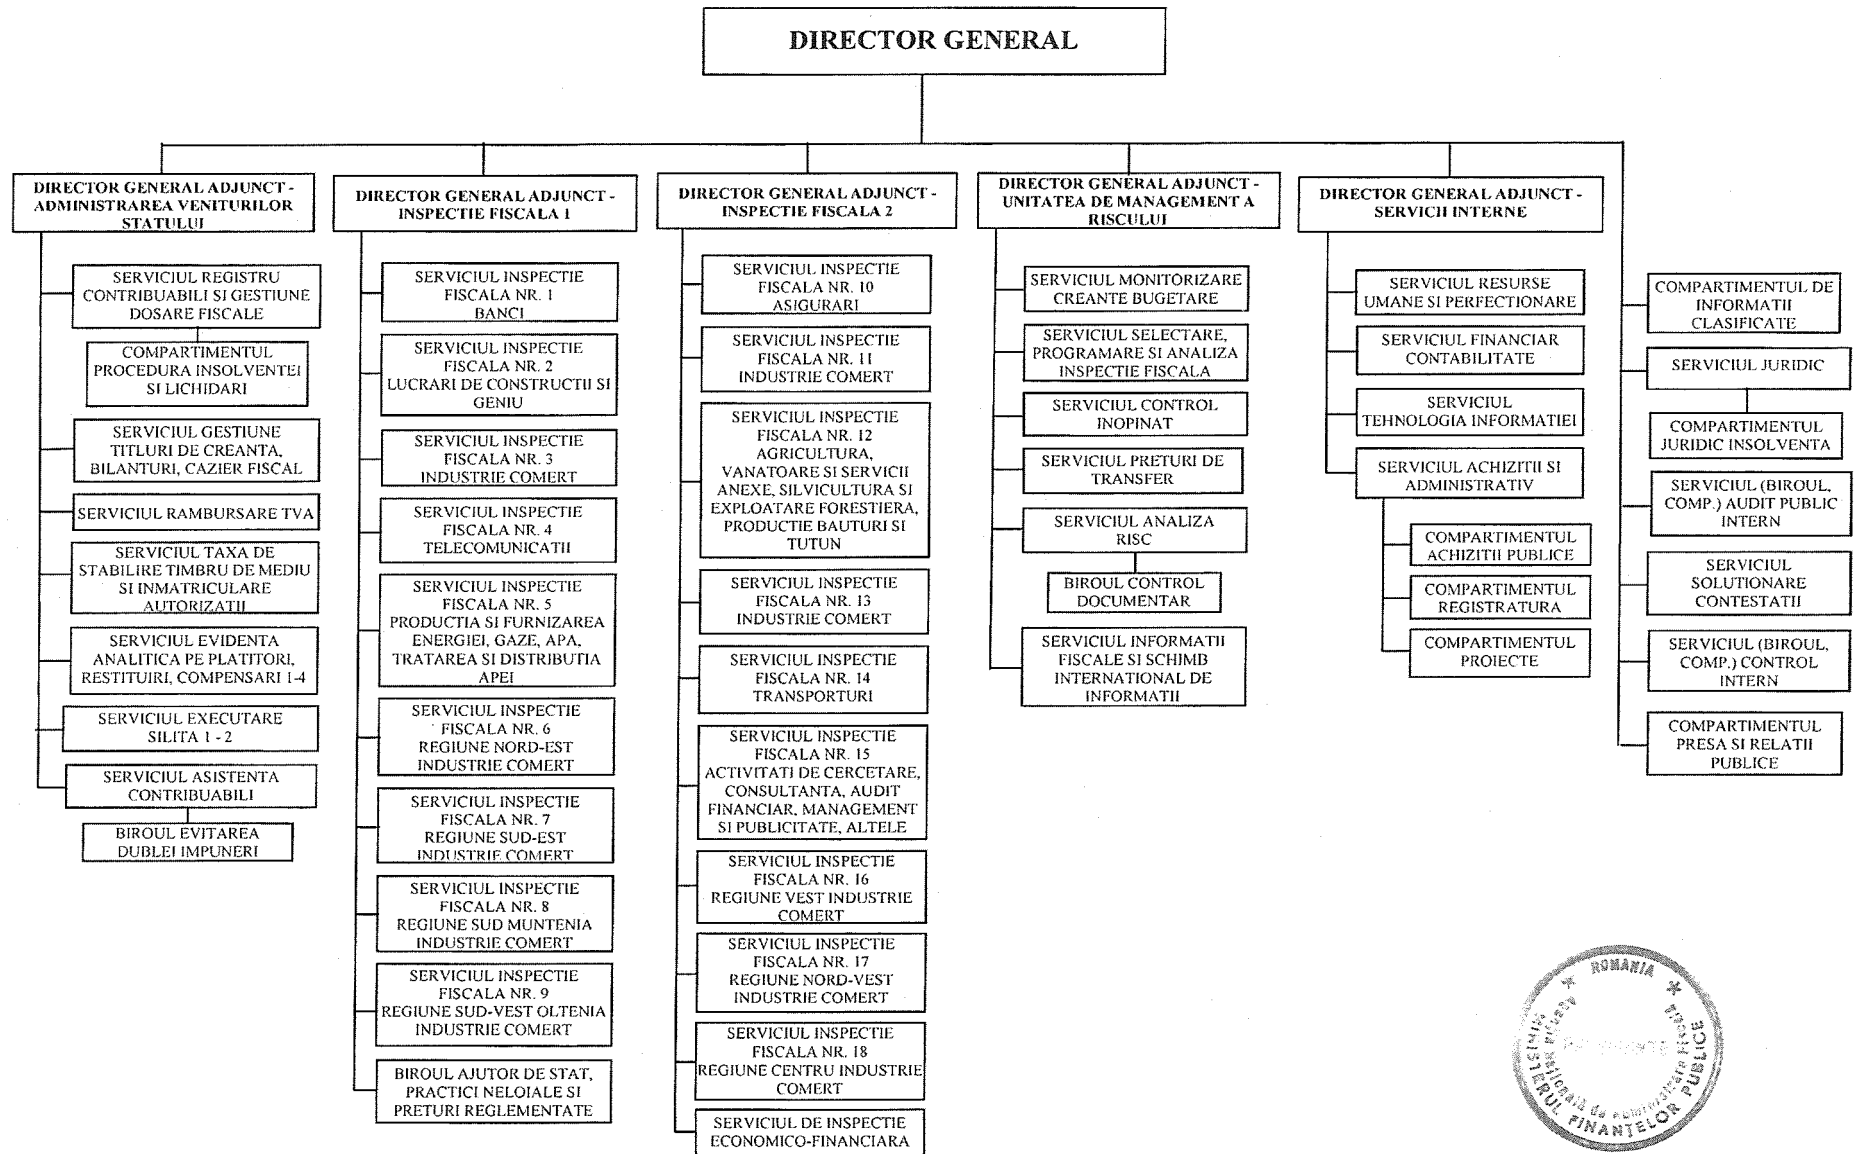 DIRECTOR GENERAL
DIRECTOR GENERAL ADJUNCT -
ADMINISTRAREA VENITURILOR
STATULUI
SERVICIUL REGISTRU
CONTRIBUABILI SI GESTIUNE
DOSARE FISCALE
COMPARTIMENTUL
PROCEDURA INSOLVENTEI
SI LICHIDARI
SERVICIUL GESTIUNE
TITLURI DE CREANTA,
BILANTURI, CAZIER FISCAL
SERVICIUL RAMBURSARE TVA
SERVICIUL TAXA DE
STABILIRE TIMBRU DE MEDIU
SI INMATRICULARE
AUTORIZATII
SERVICIUL EVIDENTA
ANALITICA PE PLATITORI,
RESTITUIRI, COMPENSARI 1-4
SERVICIUL EXECUTARE
SILITA 1 - 2
SERVICIUL ASISTENTA
CONTRIBUABILI
BIROUL EVITAREA
DUBLEI IMPUNERI
DIRECTOR GENERAL ADJUNCT -
INSPECTIE FISCALA 1
SERVICIUL INSPECTIE
FISCALA NR. 1
BANCI
SERVICIUL INSPECTIE
FISCALA NR. 2
LUCRARI DE CONSTRUCTII SI
GENIU
SERVICIUL INSPECTIE
FISCALA NR. 3
INDUSTRIE COMERT
SERVICIUL INSPECTIE
FISCALA NR. 4
TELECOMUNICATII
SERVICIUL INSPECTIE
FISCALA NR. 5
PRODUCTIA SI FURNIZAREA
ENERGIEI, GAZE, APA,
TRATAREA SI DISTRIBUTIA
APEI
SERVICIUL INSPECTIE
FISCALA NR. 6
REGIUNE NORD-EST
INDUSTRIE COMERT
SERVICIUL INSPECTIE
FISCALA NR. 7
REGIUNE SUD-EST
INDUSTRIE COMERT
SERVICIUL INSPECTIE
FISCALA NR. 8
REGIUNE SUD MUNTENIA
INDUSTRIE COMERT
SERVICIUL INSPECTIE
FISCALA NR. 9
REGIUNE SUD-VEST OLTENIA
INDUSTRIE COMERT
BIROUL AJUTOR DE STAT,
PRACTICI NELOIALE SI
PRETURI REGLEMENTATE
DIRECTOR GENERAL ADJUNCT -
INSPECTIE FISCALA 2
SERVICIUL INSPECTIE
FISCALA NR. 10
ASIGURARI
SERVICIUL INSPECTIE
FISCALA NR. 11
INDUSTRIE COMERT
SERVICIUL INSPECTIE
FISCALA NR. 12
AGRICULTURA,
VANATOARE SI SERVICII
ANEXE, SILVICULTURA SI
EXPLOATARE FORESTIERA,
PRODUCTIE BAUTURI SI
TUTUN
SERVICIUL INSPECTIE
FISCALA NR. 13
INDUSTRIE COMERT
SERVICIUL INSPECTIE
FISCALA NR. 14
TRANSPORTURI
SERVICIUL INSPECTIE
FISCALA NR. 15
ACTIVITATI DE CERCETARE,
CONSULTANTA, AUDIT
FINANCIAR, MANAGEMENT
SI PUBLICITATE, ALTELE
SERVICIUL INSPECTIE
FISCALA NR. 16
REGIUNE VEST INDUSTRIE
COMERT
SERVICIUL INSPECTIE
FISCALA NR. 17
REGIUNE NORD-VEST
INDUSTRIE COMERT
SERVICIUL INSPECTIE
FISCALA NR. 18
REGIUNE CENTRU INDUSTRIE
COMERT
SERVICIUL DE INSPECTIE
ECONOMICO-FINANCIARA
DIRECTOR GENERAL ADJUNCT -
UNITATEA DE MANAGEMENT A
RISCULUI
SERVICIUL MONITORIZARE
CREANTE BUGETARE
SERVICIUL SELECTARE,
PROGRAMARE SI ANALIZA
INSPECTIE FISCALA
SERVICIUL CONTROL
INOPINAT
SERVICIUL PRETURI DE
TRANSFER
SERVICIUL ANALIZA
RISC
BIROUL CONTROL
DOCUMENTAR
SERVICIUL INFORMATII
FISCALE SI SCHIMB
INTERNATIONAL DE
INFORMATII
DIRECTOR GENERAL ADJUNCT -
SERVICII INTERNE
SERVICIUL RESURSE
UMANE SI PERFECTIONARE
SERVICIUL FINANCIAR
CONTABILITATE
SERVICIUL
TEHNOLOGIA INFORMATIEI
SERVICIUL ACHIZITII SI
ADMINISTRATIV
COMPARTIMENTUL
ACHIZITII PUBLICE
COMPARTIMENTUL
REGISTRATURA
COMPARTIMENTUL
PROIECTE
COMPARTIMENTUL DE
INFORMATII
CLASIFICATE
SERVICIUL JURIDIC
COMPARTIMENTUL
JURIDIC INSOLVENTA
SERVICIUL (BIROUL,
COMP.) AUDIT PUBLIC
INTERN
SERVICIUL
SOLUTIONARE
CONTESTATII
SERVICIUL (BIROUL,
COMP.) CONTROL
INTERN
COMPARTIMENTUL
PRESA SI RELATII
PUBLICE
ROMANIA
MINISTERUL FINANŢELOR PUBLICE